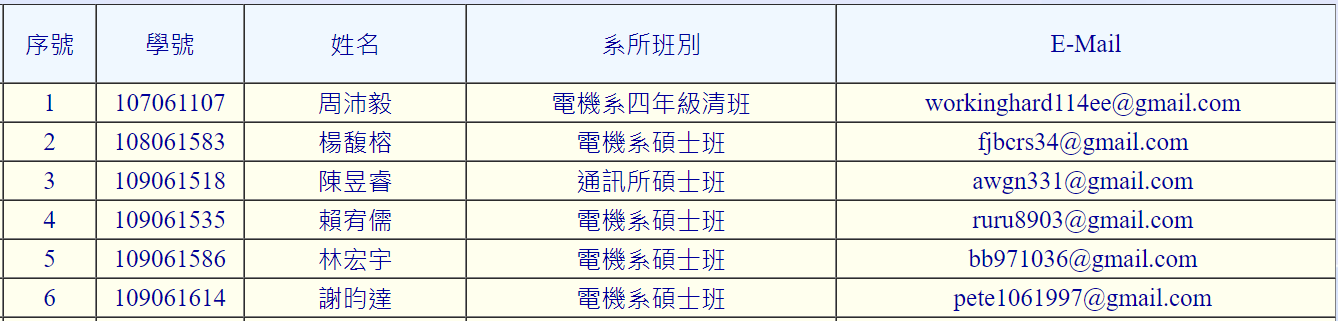 序號 學號 姓名 系所班別 E-Mail
1 107061107 周沛毅 電機系四年級清班 workinghard114ee@gmail.com
2 108061583 楊馥榕 電機系碩士班 fjbcrs34@gmail.com
3 109061518 陳昱睿 通訊所碩士班 awgn331@gmail.com
4 109061535 賴宥儒 電機系碩士班 ruru8903@gmail.com
5 109061586 林宏宇 電機系碩士班 bb971036@gmail.com
6 109061614 謝昀達 電機系碩士班 pete1061997@gmail.com